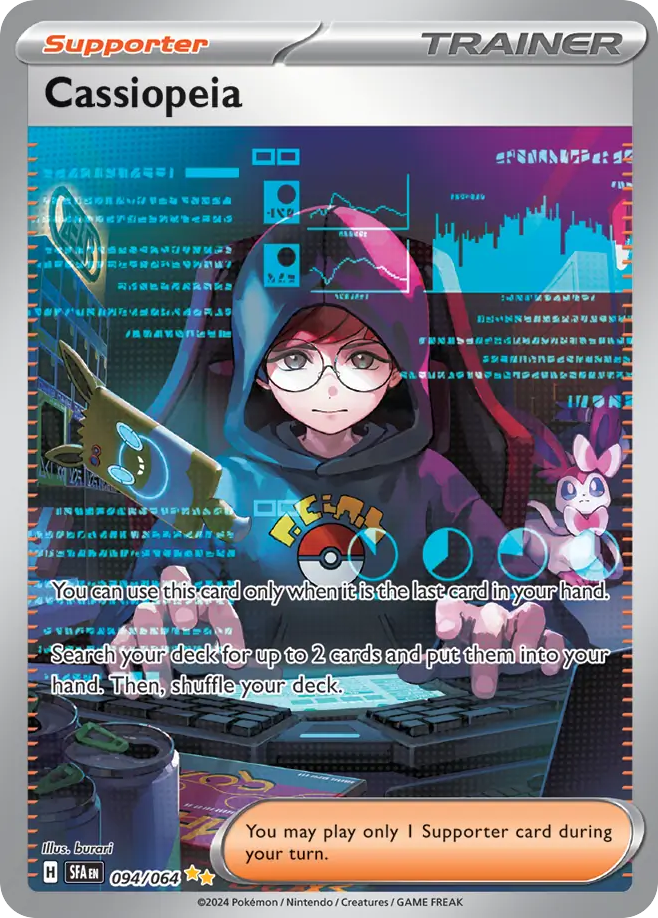 Supporter
TRAINER
Cassiopeia
You can use this card only when it is the last card in your hand.
Search your deck for up to 2 cards and put them into your
hand. Then, shuffle your deck.
You may play only 1 Supporter card during
your turn.
Illus. burari
H SFA EN 094/064
©2024 Pokémon / Nintendo / Creatures / GAME FREAK